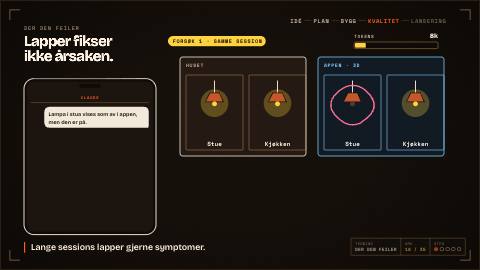 IDÉ — PLAN — BYGG — KVALITET — LANSERING
DER DEN FEILER
Lapper fikser
ikke årsaken.
FORSØK 1 · SAMME SESSION
TOKENS 8k
HUSET
Stue
Kjøkken
APPEN · 3D
Stue
Kjøkken
CLAUDE
Lampa i stua vises som av i appen,
men den er på.
Lange sessions lapper gjerne symptomer.
DER DEN FEILER